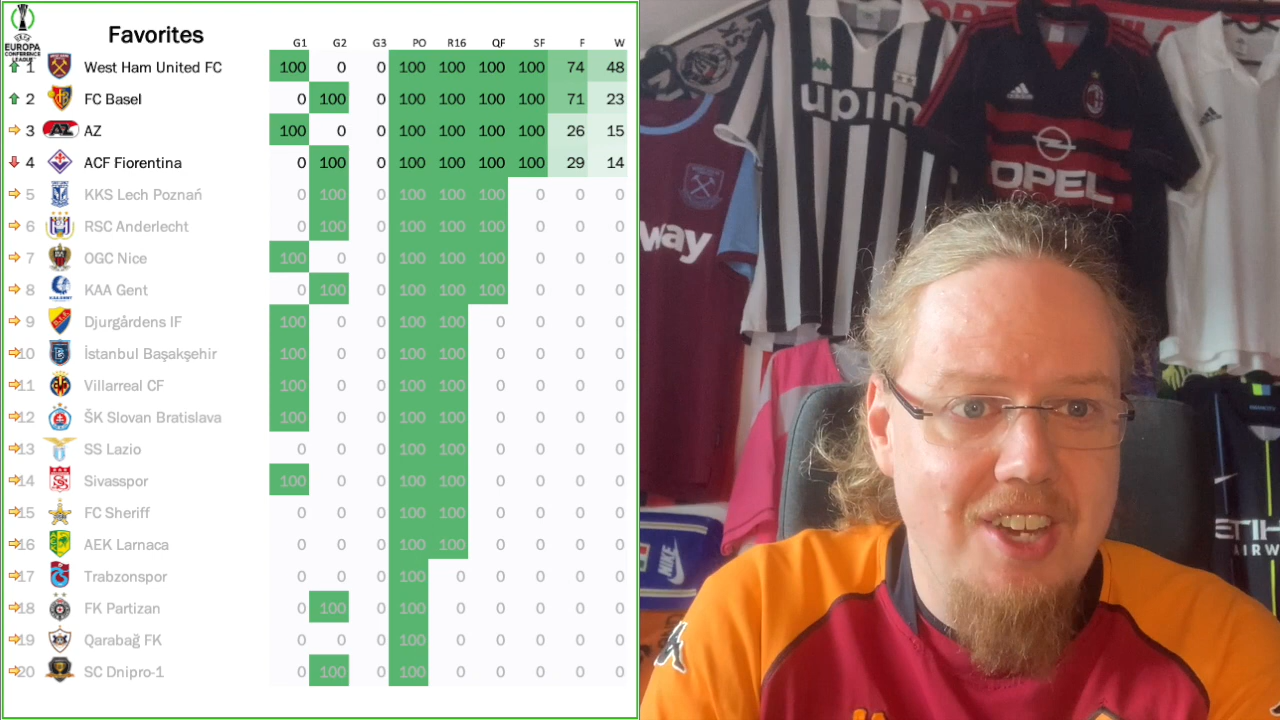 Favorites
UEFA
EUROPA
CONFERENCE
LEAGUE
G1 G2 G3 PO R16 QF SF F W
1 West Ham United FC 100 0 0 100 100 100 100 74 48
2 FC Basel 0 100 0 100 100 100 100 71 23
3 AZ AZ 100 0 0 100 100 100 100 26 15
4 ACF Fiorentina 0 100 0 100 100 100 100 29 14
5 KKS Lech Poznań 0 100 0 100 100 100 0 0 0
6 RSC Anderlecht 0 100 0 100 100 100 0 0 0
7 OGC Nice 100 0 0 100 100 100 0 0 0
8 KAA Gent 0 100 0 100 100 100 0 0 0
9 Djurgårdens IF 100 0 0 100 100 0 0 0 0
10 İstanbul Başakşehir 100 0 0 100 100 0 0 0 0
11 Villarreal CF 100 0 0 100 100 0 0 0 0
12 ŠK Slovan Bratislava 100 0 0 100 100 0 0 0 0
13 SS Lazio 0 0 0 100 100 0 0 0 0
14 Sivasspor 100 0 0 100 100 0 0 0 0
15 FC Sheriff 0 0 0 100 100 0 0 0 0
16 AEK Larnaca 0 0 0 100 100 0 0 0 0
17 Trabzonspor 0 0 0 100 0 0 0 0 0
18 FK Partizan 0 100 0 100 0 0 0 0 0
19 Qarabağ FK 0 0 0 100 0 0 0 0 0
20 SC Dnipro-1 0 100 0 100 0 0 0 0 0
upim
OPEL
way
adidas
NIKE
ETIH
AIRW